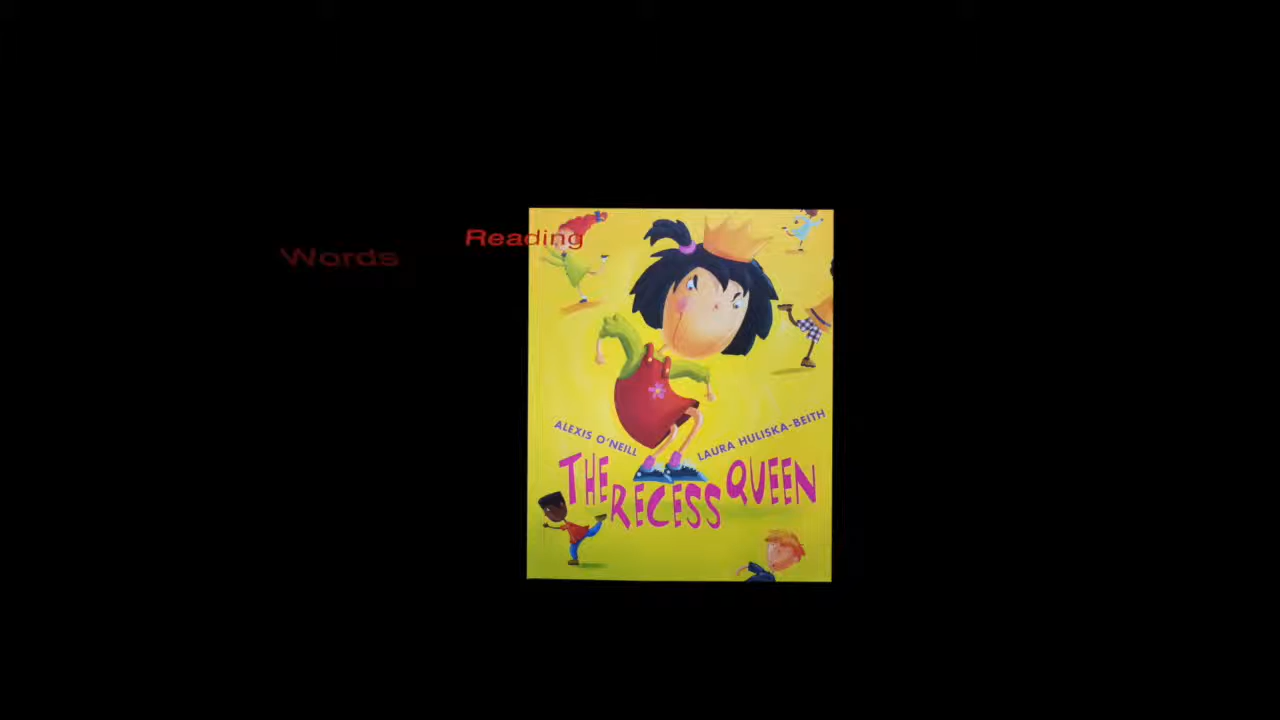 Words
Reading
ALEXIS O'NEILL
LAURA HULISKA-BEITH
THE RECESS QUEEN